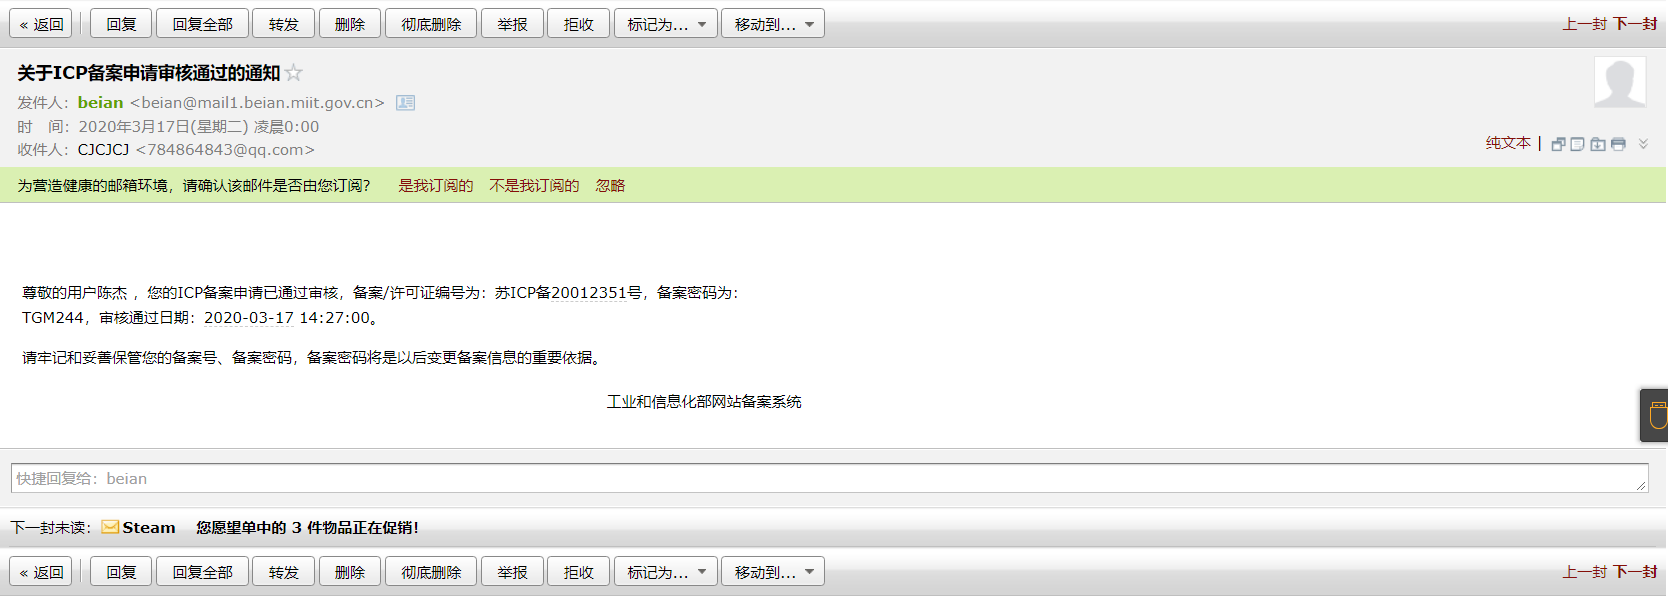 « 返回 回复 回复全部 转发 删除 彻底删除 举报 拒收 标记为... 移动到... 上一封 下一封
关于ICP备案申请审核通过的通知
发件人：beian <beian@mail1.beian.miit.gov.cn>
时 间：2020年3月17日(星期二) 凌晨0:00
收件人：CJCJCJ <784864843@qq.com>
纯文本 |
为营造健康的邮箱环境，请确认该邮件是否由您订阅？ 是我订阅的 不是我订阅的 忽略
尊敬的用户陈杰 ，您的ICP备案申请已通过审核，备案/许可证编号为：苏ICP备20012351号，备案密码为：
TGM244，审核通过日期：2020-03-17 14:27:00。
请牢记和妥善保管您的备案号、备案密码，备案密码将是以后变更备案信息的重要依据。
工业和信息化部网站备案系统
快捷回复给：beian
下一封未读：Steam 您愿望单中的 3 件物品正在促销！
« 返回 回复 回复全部 转发 删除 彻底删除 举报 拒收 标记为... 移动到... 上一封 下一封